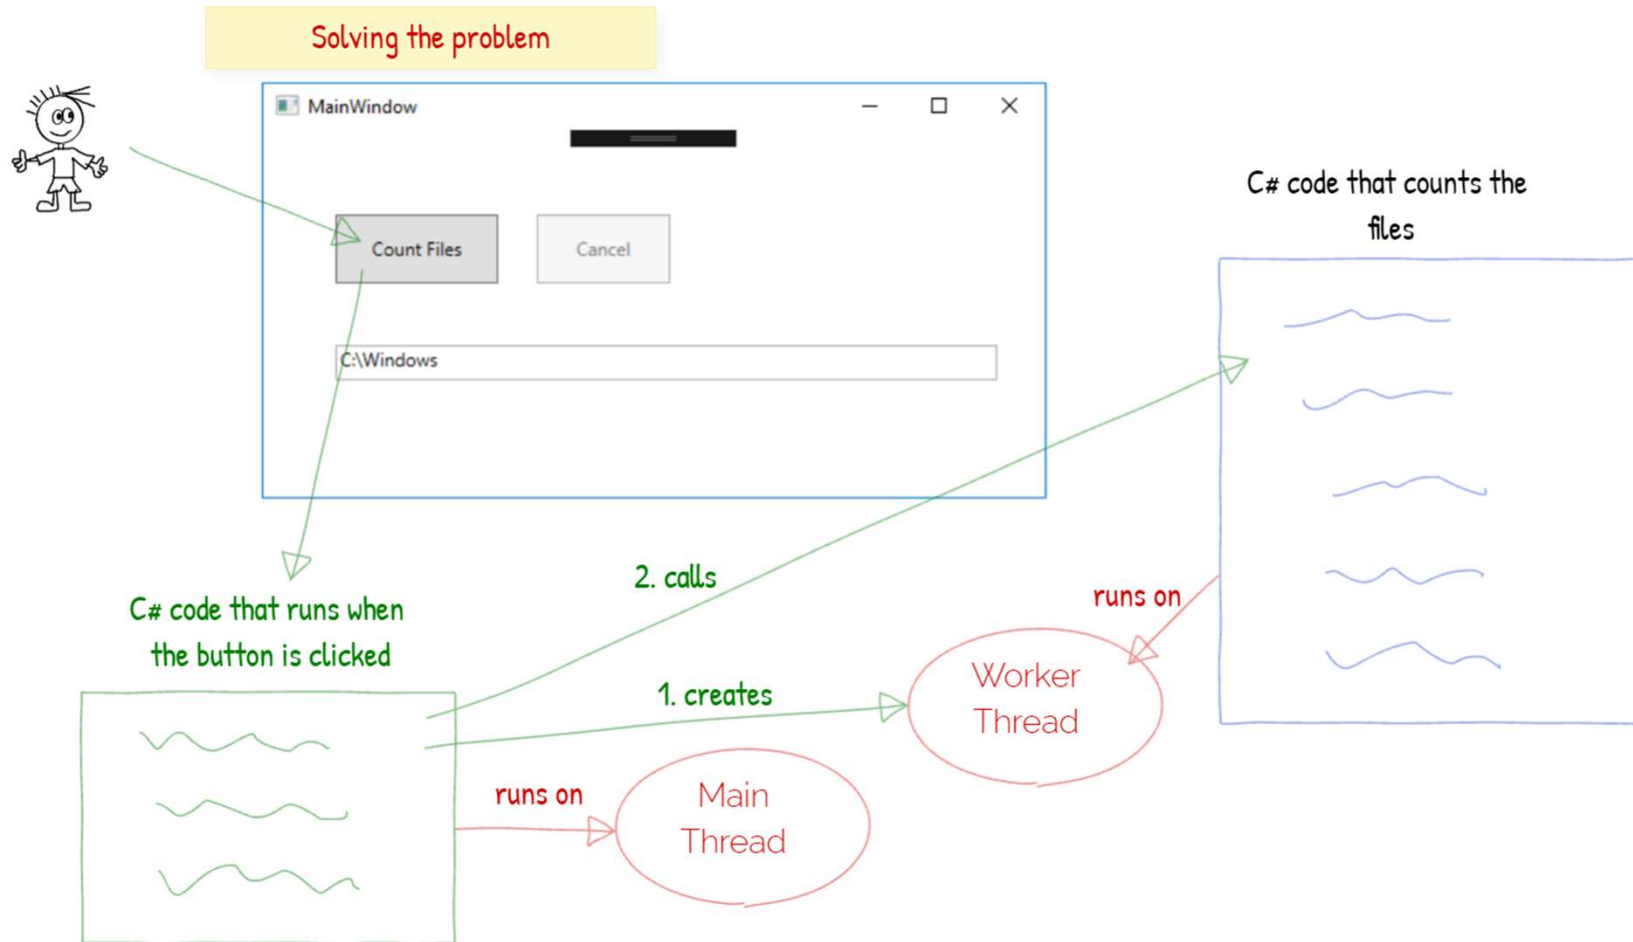 Solving the problem
MainWindow
Count Files
Cancel
C:\Windows
C# code that counts the
files
2. calls
runs on
C# code that runs when
the button is clicked
1. creates
Worker
Thread
runs on
Main
Thread